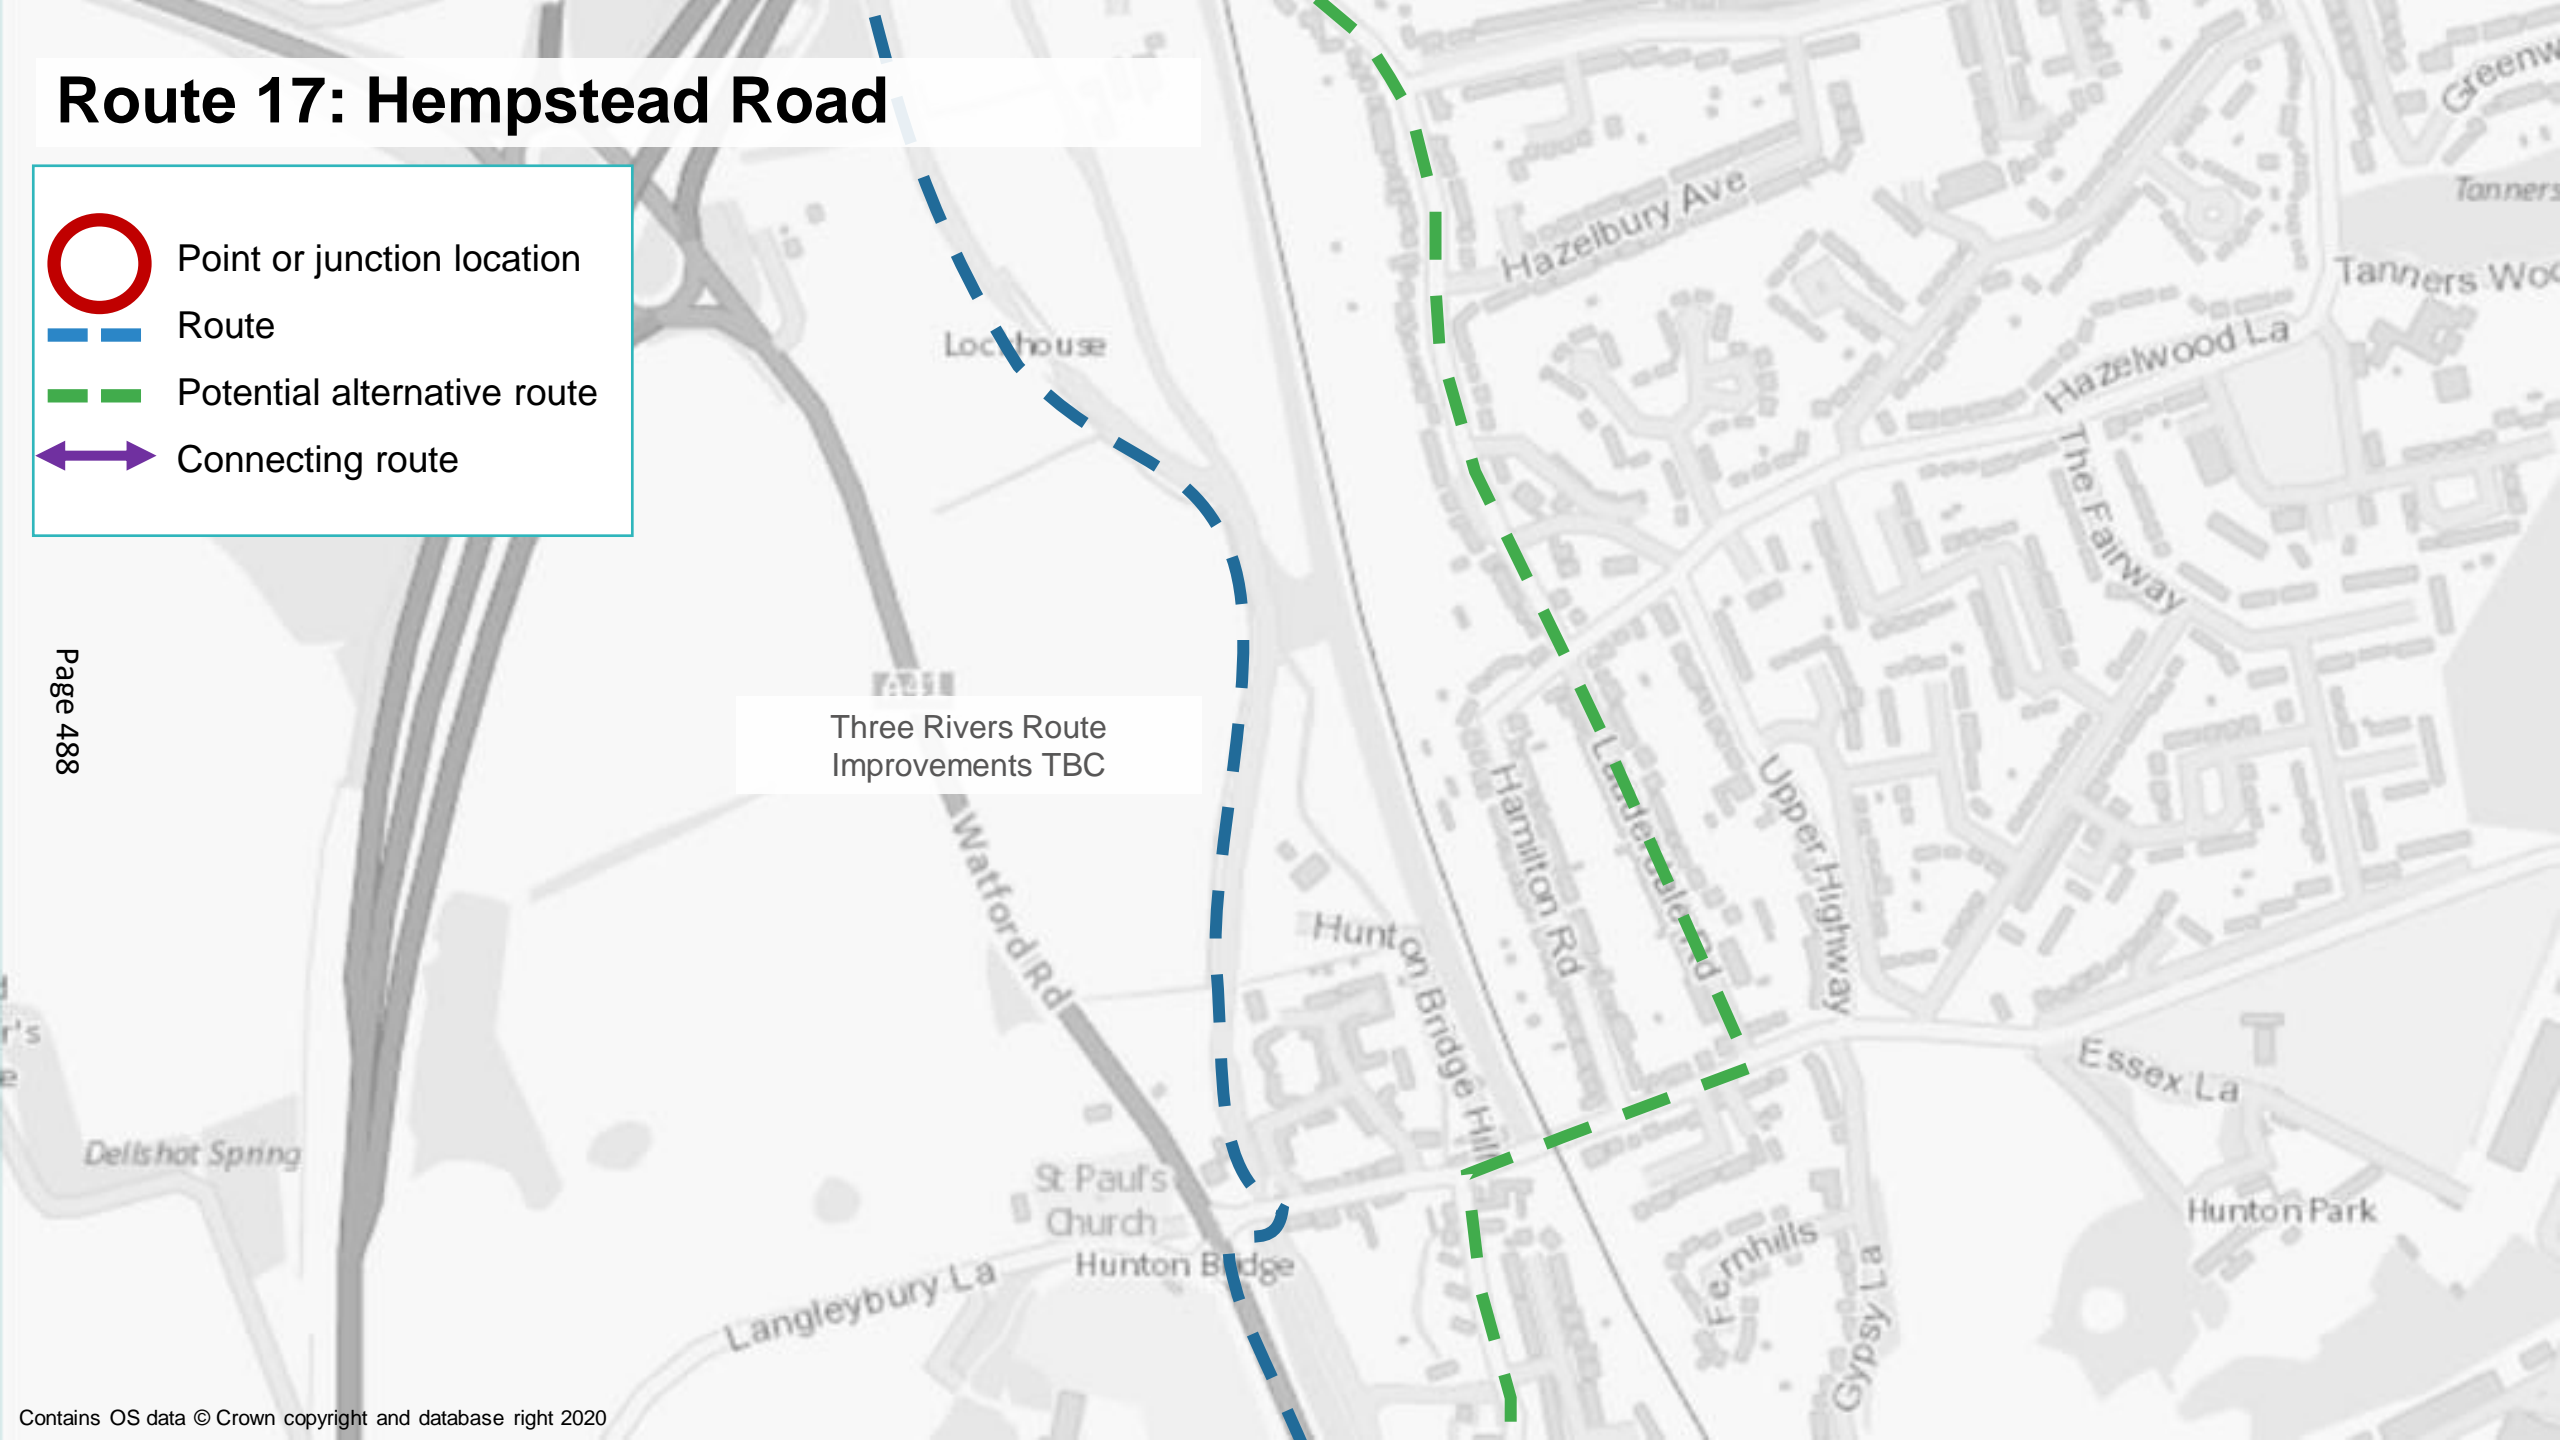 Route 17: Hempstead Road
Point or junction location
Route
Potential alternative route
Connecting route
Page 488
Three Rivers Route
Improvements TBC
Lockhouse
A41
Watford Rd
Hazelbury Ave
Hazelwood La
Tanners
The Fairway
Hamilton Rd
Lauderdale Rd
Upper Highway
Hunton Bridge Hill
Essex La
Hunton Park
Fernhills
Gypsy La
St Paul's
Church
Hunton Bridge
Langleybury La
Dellshot Spring
Contains OS data © Crown copyright and database right 2020